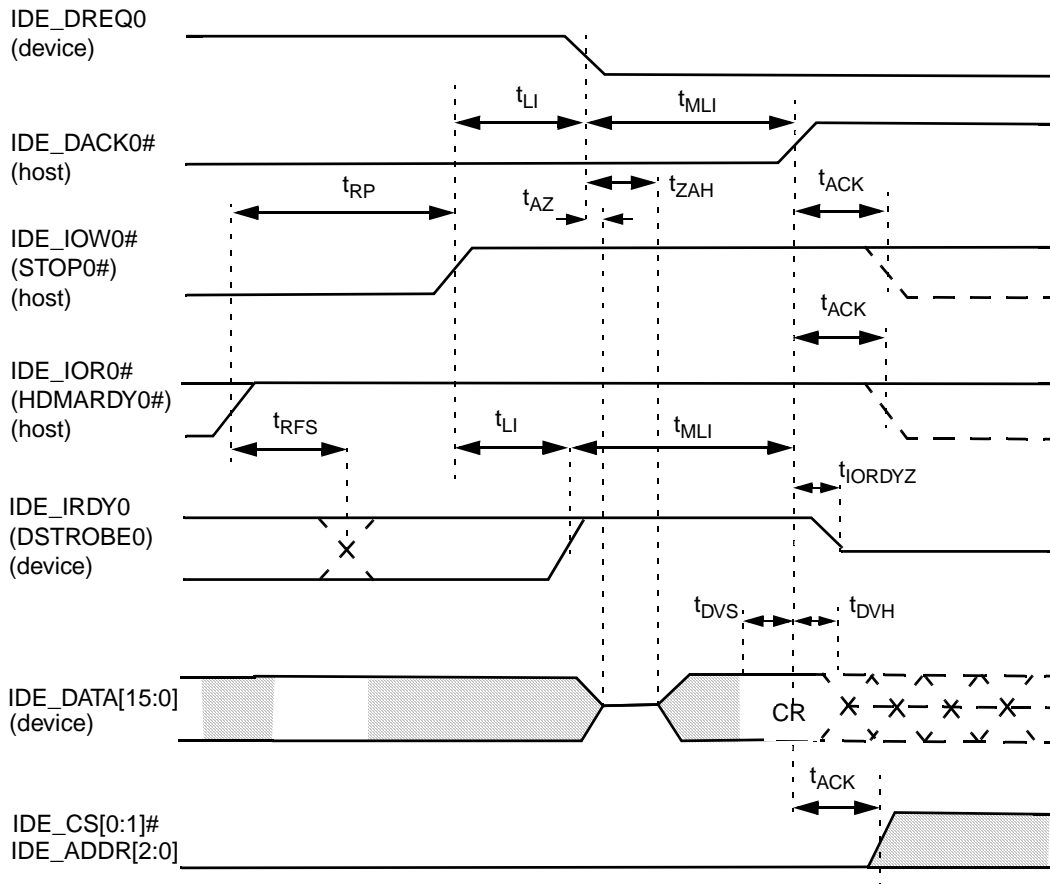 IDE_DREQ0
(device)
tLI
tMLI
IDE_DACK0#
(host)
tRP
tAZ
tZAH
tACK
IDE_IOW0#
(STOP0#)
(host)
tACK
IDE_IOR0#
(HDMARDY0#)
(host)
tRFS
tLI
tMLI
tIORDYZ
IDE_IRDY0
(DSTROBE0)
(device)
tDVS
tDVH
IDE_DATA[15:0]
(device)
CR
tACK
IDE_CS[0:1]#
IDE_ADDR[2:0]